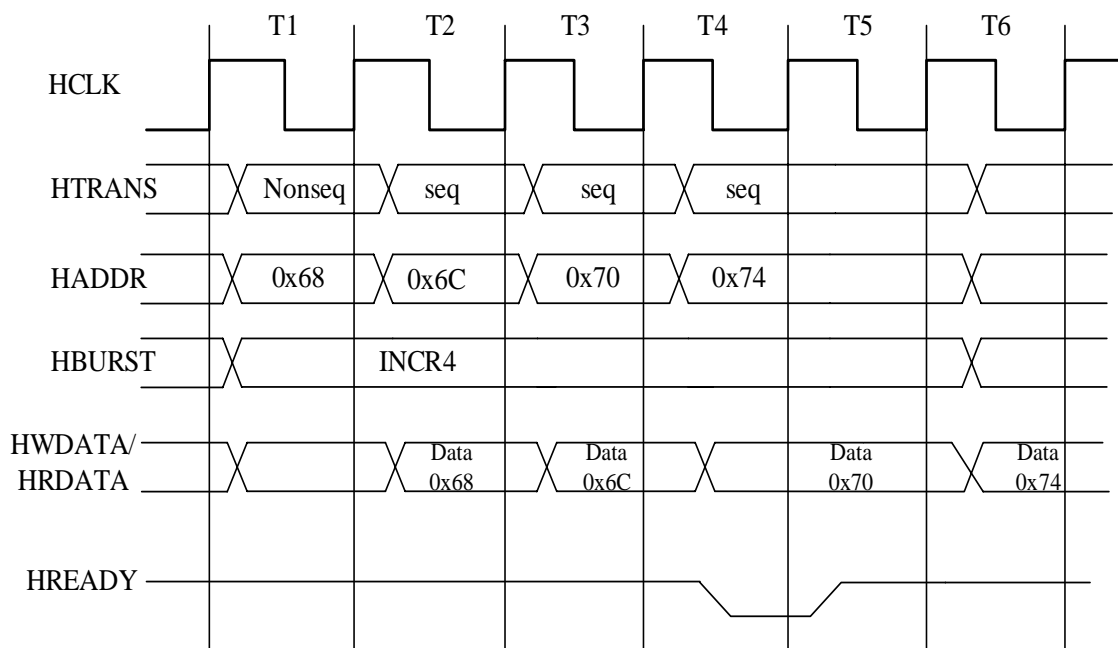 T1 T2 T3 T4 T5 T6
HCLK
HTRANS Nonseq seq seq seq
HADDR 0x68 0x6C 0x70 0x74
HBURST INCR4
HWDATA/
HRDATA
Data
0x68
Data
0x6C
Data
0x70
Data
0x74
HREADY